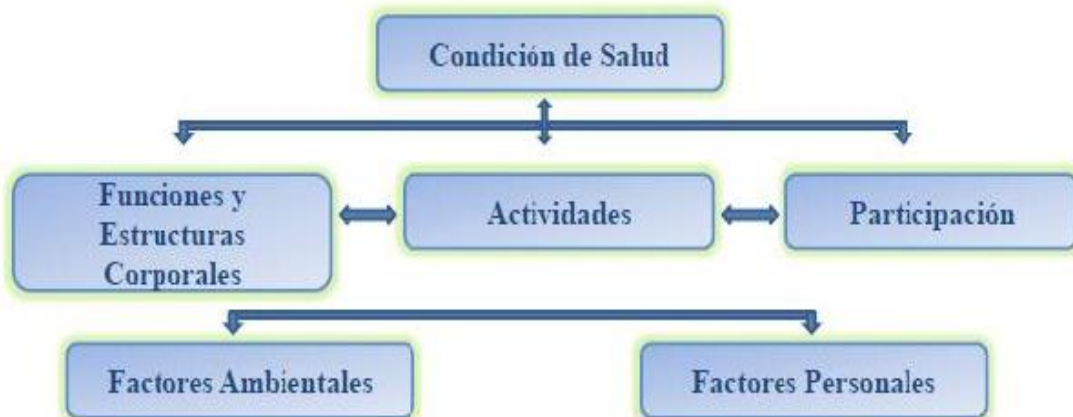 Condición de Salud
Funciones y
Estructuras
Corporales
Actividades
Participación
Factores Ambientales
Factores Personales